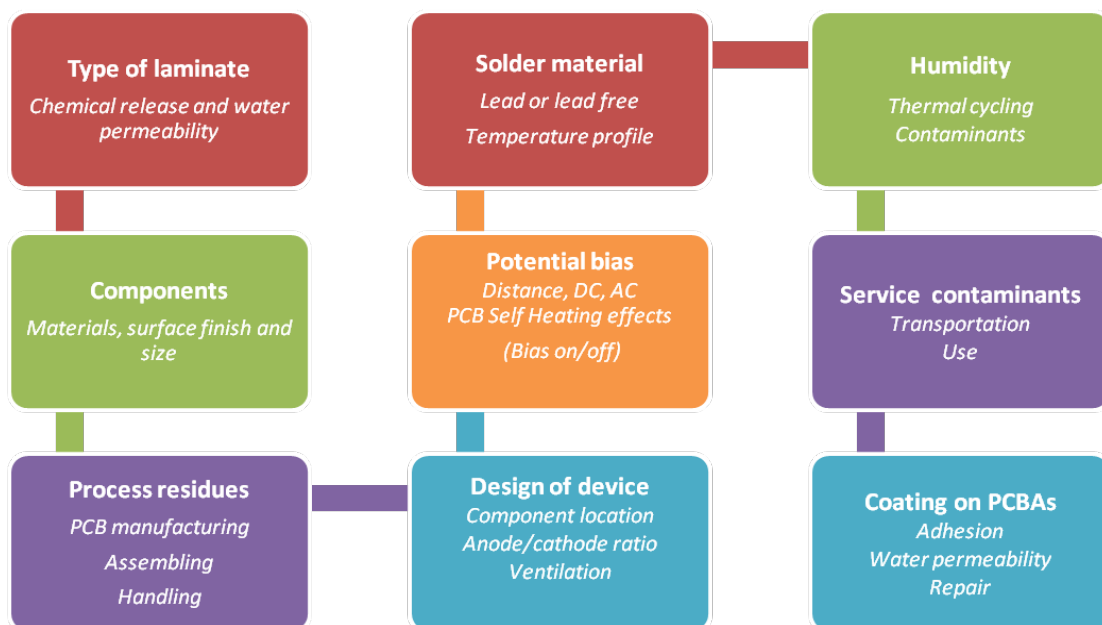 Type of laminate
Chemical release and water
permeability
Components
Materials, surface finish and
size
Process residues
PCB manufacturing
Assembling
Handling
Design of device
Component location
Anode/cathode ratio
Ventilation
Potential bias
Distance, DC, AC
PCB Self Heating effects
(Bias on/off)
Solder material
Lead or lead free
Temperature profile
Humidity
Thermal cycling
Contaminants
Service contaminants
Transportation
Use
Coating on PCBAs
Adhesion
Water permeability
Repair